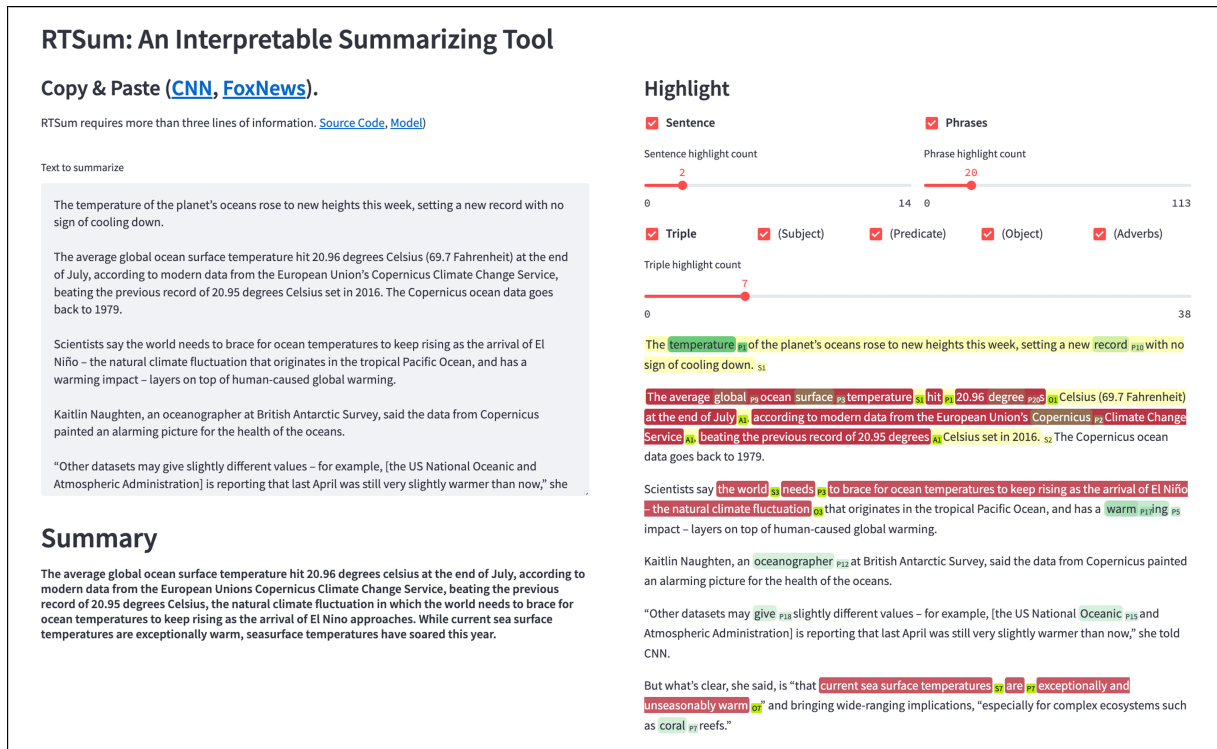 RTSum: An Interpretable Summarizing Tool
Copy & Paste (CNN, FoxNews).
RTSum requires more than three lines of information. Source Code, Model)
Text to summarize
The temperature of the planet's oceans rose to new heights this week, setting a new record with no
sign of cooling down.
The average global ocean surface temperature hit 20.96 degrees Celsius (69.7 Fahrenheit) at the end
of July, according to modern data from the European Union's Copernicus Climate Change Service,
beating the previous record of 20.95 degrees Celsius set in 2016. The Copernicus ocean data goes
back to 1979.
Scientists say the world needs to brace for ocean temperatures to keep rising as the arrival of El
Niño – the natural climate fluctuation that originates in the tropical Pacific Ocean, and has a
warming impact – layers on top of human-caused global warming.
Kaitlin Naughten, an oceanographer at British Antarctic Survey, said the data from Copernicus
painted an alarming picture for the health of the oceans.
“Other datasets may give slightly different values – for example, [the US National Oceanic and
Atmospheric Administration] is reporting that last April was still very slightly warmer than now,” she
Summary
The average global ocean surface temperature hit 20.96 degrees celsius at the end of July, according to
modern data from the European Unions Copernicus Climate Change Service, beating the previous
record of 20.95 degrees Celsius, the natural climate fluctuation in which the world needs to brace for
ocean temperatures to keep rising as the arrival of El Nino approaches. While current sea surface
temperatures are exceptionally warm, seasurface temperatures have soared this year.
Highlight
Sentence Phrases
Sentence highlight count Phrase highlight count
2 20
0 14 0 113
Triple (Subject) (Predicate) (Object) (Adverbs)
Triple highlight count
7
0 38
The temperature P1 of the planet's oceans rose to new heights this week, setting a new record P10 with no
sign of cooling down. S1
The average global P9 ocean surface P3 temperature S1 hit P1 20.96 degree P20s O1 Celsius (69.7 Fahrenheit)
at the end of July A1, according to modern data from the European Union's Copernicus P2 Climate Change
Service A1, beating the previous record of 20.95 degrees A1 Celsius set in 2016. S2 The Copernicus ocean
data goes back to 1979.
Scientists say the world S3 needs P3 to brace for ocean temperatures to keep rising as the arrival of El Niño
– the natural climate fluctuation O3 that originates in the tropical Pacific Ocean, and has a warm P17ing P5
impact – layers on top of human-caused global warming.
Kaitlin Naughten, an oceanographer P12 at British Antarctic Survey, said the data from Copernicus painted
an alarming picture for the health of the oceans.
“Other datasets may give P18 slightly different values – for example, [the US National Oceanic P15 and
Atmospheric Administration] is reporting that last April was still very slightly warmer than now,” she told
CNN.
But what's clear, she said, is “that current sea surface temperatures S7 are P7 exceptionally and
unseasonably warm O7” and bringing wide-ranging implications, “especially for complex ecosystems such
as coral P7 reefs.”